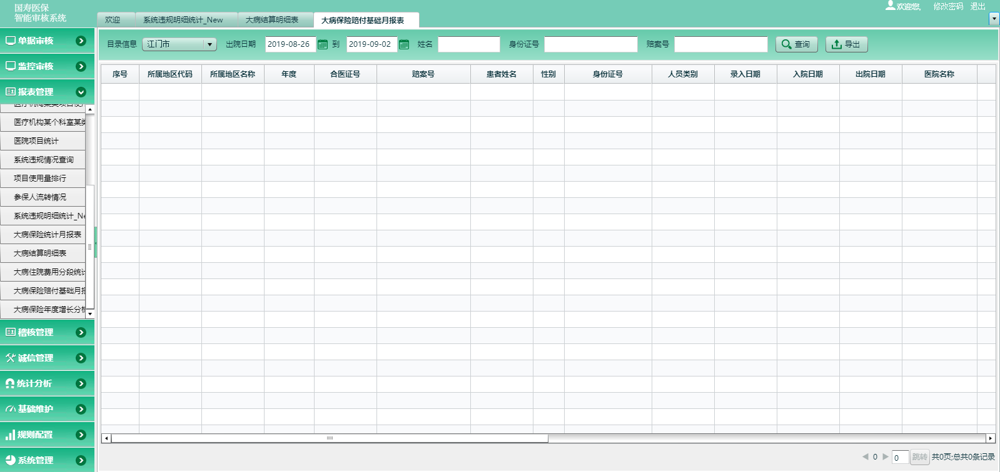 国寿医保
智能审核系统
欢迎您,
修改密码 退出
欢迎
系统违规明细统计_New
大病结算明细表
大病保险赔付基础月报表
目录信息 江门市 出院日期 2019-08-26 到 2019-09-02 姓名 身份证号 赔案号 查询 导出
单据审核
监控审核
报表管理
医疗机构某个科室某类
医院项目统计
系统违规情况查询
项目使用量排行
参保人流转情况
系统违规明细统计_Ne
大病保险统计月报表
大病结算明细表
大病住院费用分段统计
大病保险赔付基础月报
大病保险年度增长分析
稽核管理
诚信管理
统计分析
基础维护
规则配置
系统管理
序号 所属地区代码 所属地区名称 年度 合医证号 赔案号 患者姓名 性别 身份证号 人员类别 录入日期 入院日期 出院日期 医院名称
0 0 跳转 共0页;总共0条记录